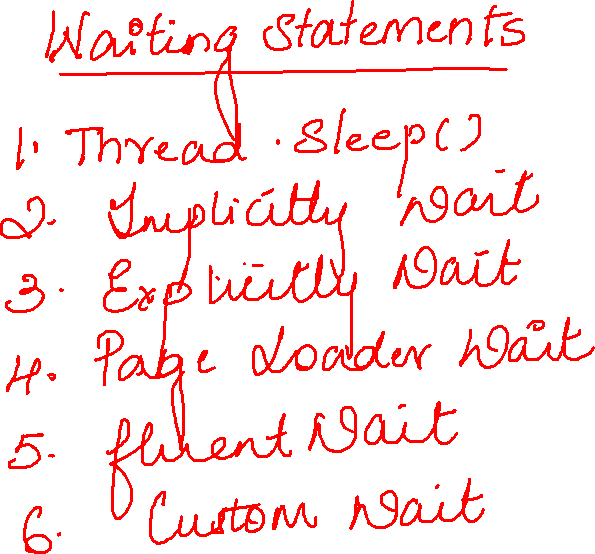 Waiting Statements
1. Thread.Sleep()
2. Implicitly Wait
3. Explicitly Wait
4. Page Loader Wait
5. fluent Wait
6. Custom Wait